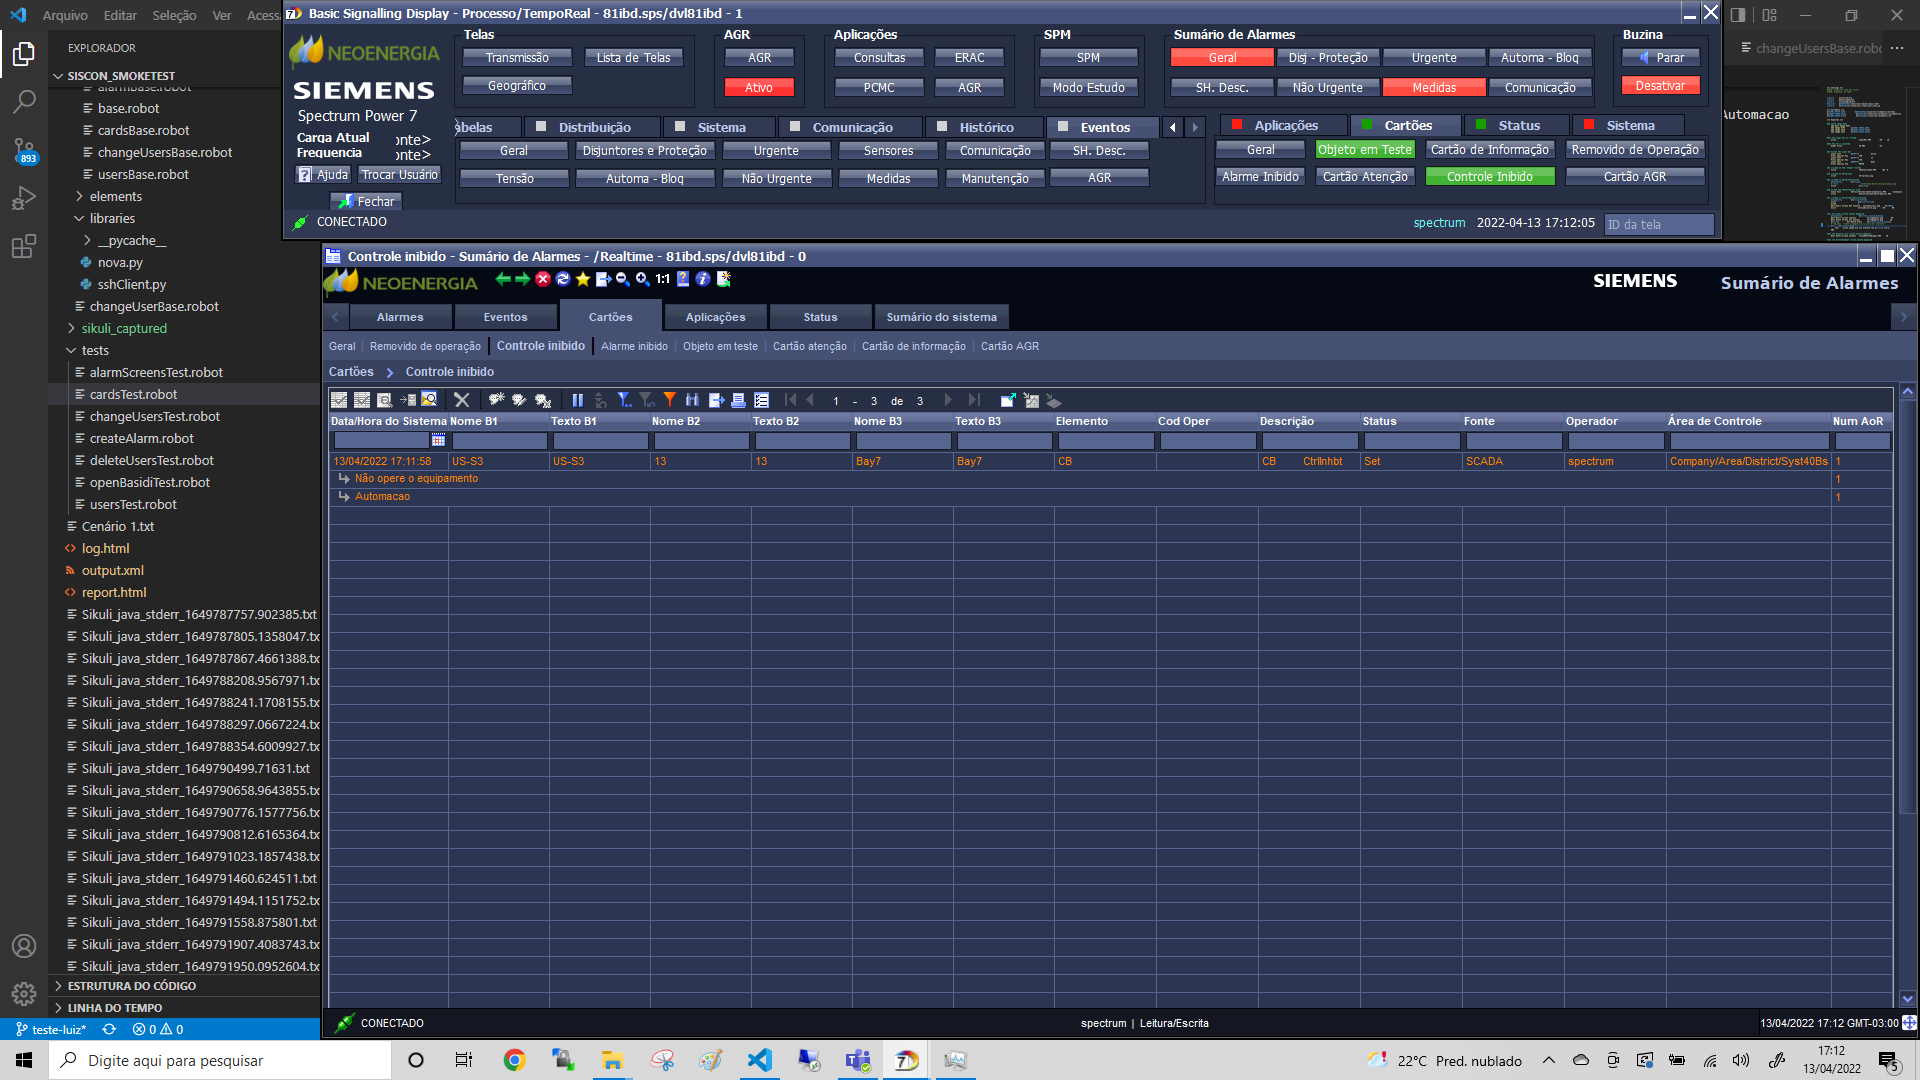 Arquivo Editar Seleção Ver Acess
Basic Signalling Display - Processo/TempoReal - 81ibd.sps/dvl81ibd - 1
EXPLORADOR
SISCON_SMOKETEST
alarmBase.robot
base.robot
cardsBase.robot
changeUsersBase.robot
usersBase.robot
elements
libraries
__pycache__
nova.py
sshClient.py
changeUserBase.robot
sikuli_captured
tests
alarmScreensTest.robot
cardsTest.robot
changeUsersTest.robot
createAlarm.robot
deleteUsersTest.robot
openBasidiTest.robot
usersTest.robot
Cenário 1.txt
log.html
output.xml
report.html
Sikuli_java_stderr_1649787757.902385.txt
Sikuli_java_stderr_1649787805.1358047.tx
Sikuli_java_stderr_1649787867.4661388.tx
Sikuli_java_stderr_1649788208.9567971.tx
Sikuli_java_stderr_1649788241.1708155.tx
Sikuli_java_stderr_1649788297.0667224.tx
Sikuli_java_stderr_1649788354.6009927.tx
Sikuli_java_stderr_1649790499.71631.txt
Sikuli_java_stderr_1649790658.9643855.tx
Sikuli_java_stderr_1649790776.1577756.tx
Sikuli_java_stderr_1649790812.6165364.tx
Sikuli_java_stderr_1649791023.1857438.tx
Sikuli_java_stderr_1649791460.624511.txt
Sikuli_java_stderr_1649791494.1151752.tx
Sikuli_java_stderr_1649791558.875801.txt
Sikuli_java_stderr_1649791907.4083743.tx
Sikuli_java_stderr_1649791950.0952604.tx
ESTRUTURA DO CÓDIGO
LINHA DO TEMPO
893
teste-luiz* 0 0
NEOENERGIA
SIEMENS
Spectrum Power 7
Carga Atual onte>
Frequencia onte>
Ajuda Trocar Usuário
Fechar
CONECTADO
Telas
Transmissão Lista de Telas
Geográfico
AGR
AGR
Ativo
Aplicações
Consultas ERAC
PCMC AGR
SPM
SPM
Modo Estudo
Sumário de Alarmes
Geral Disj - Proteção Urgente Automa - Bloq
SH. Desc. Não Urgente Medidas Comunicação
Buzina
Parar
Desativar
abelas Distribuição Sistema Comunicação Histórico Eventos
Geral Disjuntores e Proteção Urgente Sensores Comunicação SH. Desc.
Tensão Automa - Bloq Não Urgente Medidas Manutenção AGR
Aplicações Cartões Status Sistema
Geral Objeto em Teste Cartão de Informação Removido de Operação
Alarme Inibido Cartão Atenção Controle Inibido Cartão AGR
spectrum 2022-04-13 17:12:05 ID da tela
changeUsersBase.robo
Automacao
Controle inibido - Sumário de Alarmes - /Realtime - 81ibd.sps/dvl81ibd - 0
NEOENERGIA 1:1 SIEMENS Sumário de Alarmes
Alarmes Eventos Cartões Aplicações Status Sumário do sistema
Geral Removido de operação Controle inibido Alarme inibido Objeto em teste Cartão atenção Cartão de informação Cartão AGR
Cartões Controle inibido
1 - 3 de 3
Data/Hora do Sistema Nome B1 Texto B1 Nome B2 Texto B2 Nome B3 Texto B3 Elemento Cod Oper Descrição Status Fonte Operador Área de Controle Num AoR
13/04/2022 17:11:58 US-S3 US-S3 13 13 Bay7 Bay7 CB CB CtrlInhbt Set SCADA spectrum Company/Area/District/Syst40Bs 1
Não opere o equipamento 1
Automacao 1
CONECTADO spectrum | Leitura/Escrita 13/04/2022 17:12 GMT-03:00
Digite aqui para pesquisar
22°C Pred. nublado
17:12
13/04/2022
5